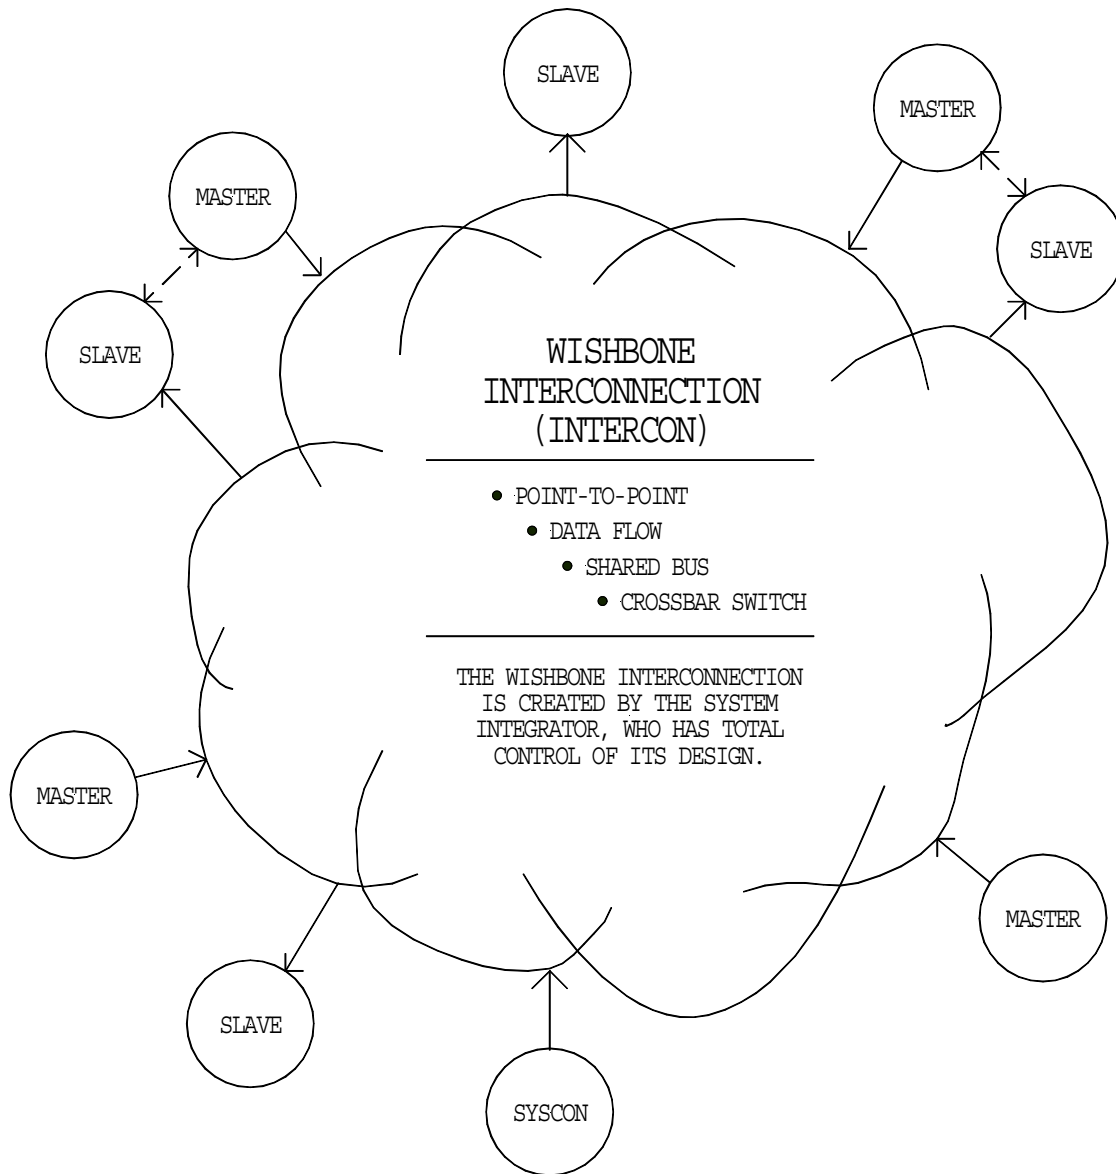 SLAVE
MASTER
MASTER
SLAVE
SLAVE
WISHBONE
INTERCONNECTION
(INTERCON)
• POINT-TO-POINT
• DATA FLOW
• SHARED BUS
• CROSSBAR SWITCH
THE WISHBONE INTERCONNECTION
IS CREATED BY THE SYSTEM
INTEGRATOR, WHO HAS TOTAL
CONTROL OF ITS DESIGN.
MASTER
MASTER
SLAVE
SYSCON